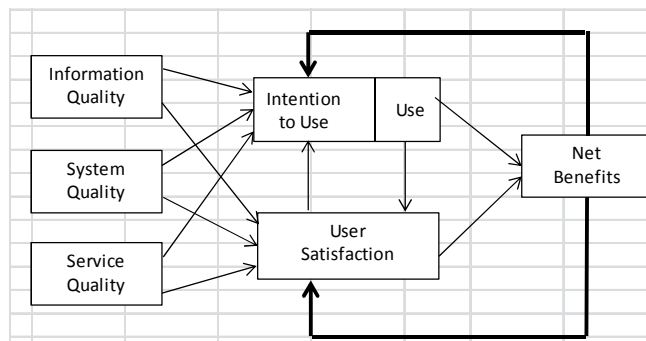 Information
Quality
Intention
to Use
Use
Net
Benefits
System
Quality
User
Satisfaction
Service
Quality